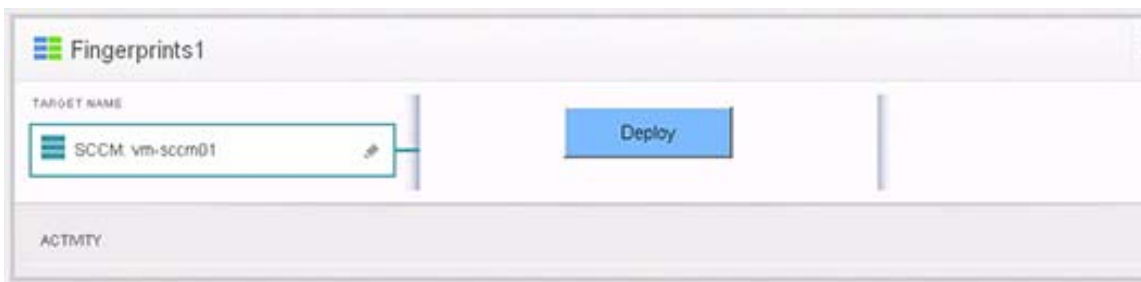 Fingerprints1
TARGET NAME
SCCM: vm-sccm01
Deploy
ACTIVITY